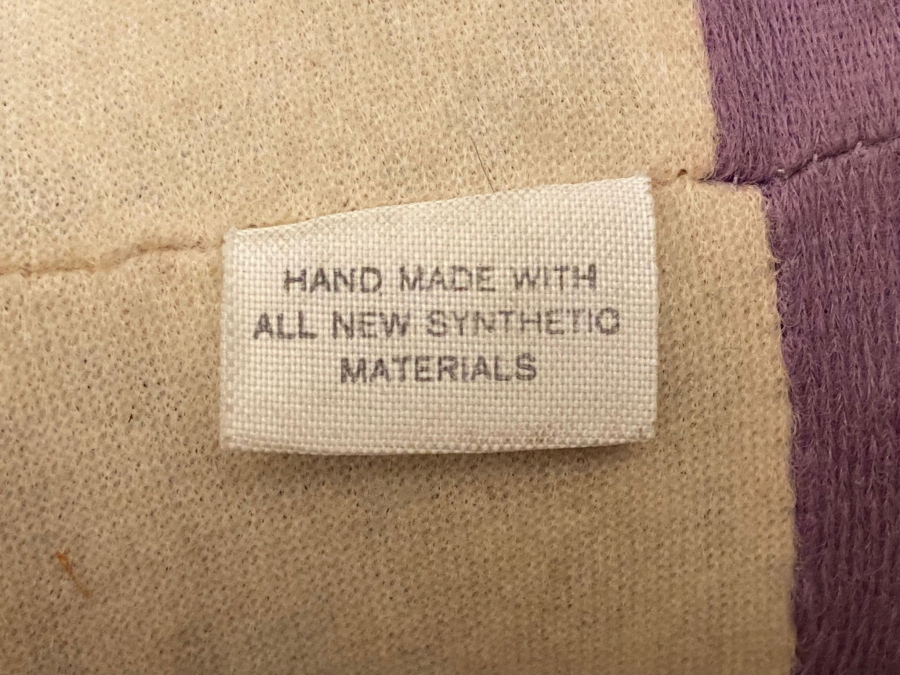 HAND MADE WITH
ALL NEW SYNTHETIC
MATERIALS